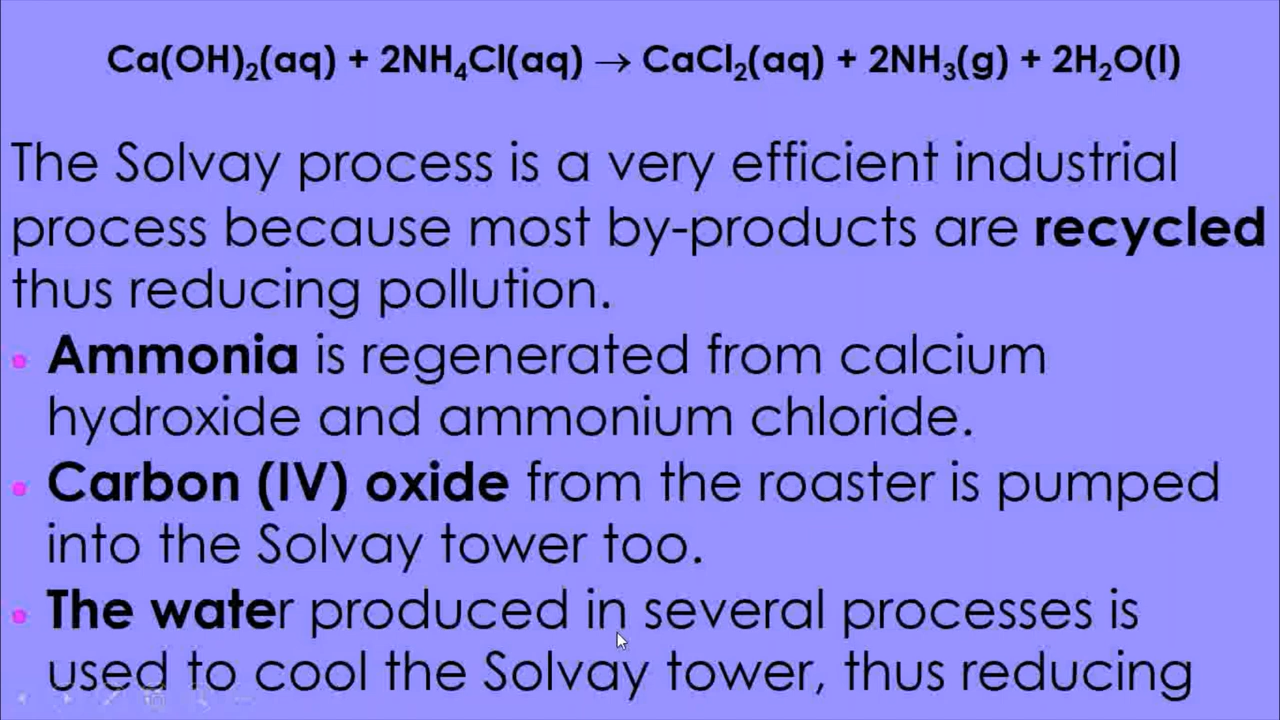 Ca(OH)₂(aq) + 2NH₄Cl(aq) → CaCl₂(aq) + 2NH₃(g) + 2H₂O(l)
The Solvay process is a very efficient industrial
process because most by-products are recycled
thus reducing pollution.
▪ Ammonia is regenerated from calcium
hydroxide and ammonium chloride.
▪ Carbon (IV) oxide from the roaster is pumped
into the Solvay tower too.
▪ The water produced in several processes is
used to cool the Solvay tower, thus reducing